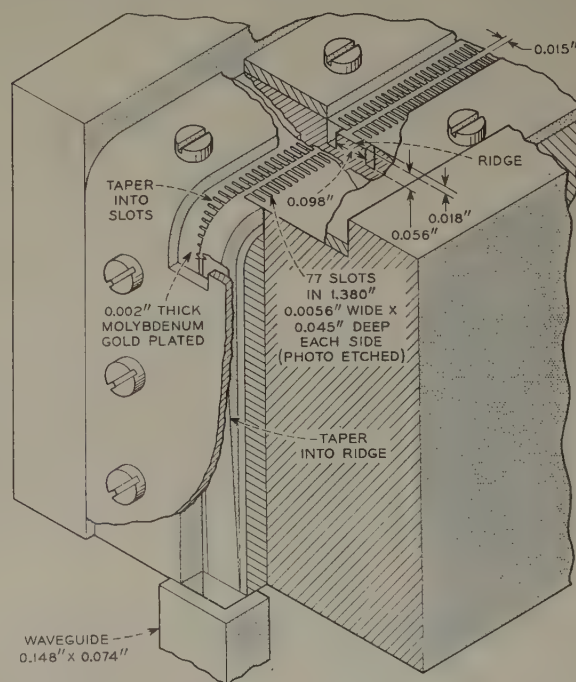 0.015"
RIDGE
0.098"
0.018"
0.056"
TAPER
INTO
SLOTS
0.002" THICK
MOLYBDENUM
GOLD PLATED
77 SLOTS
IN 1.380"
0.0056" WIDE X
0.045" DEEP
EACH SIDE
(PHOTO ETCHED)
TAPER
INTO RIDGE
WAVEGUIDE
0.148" X 0.074"